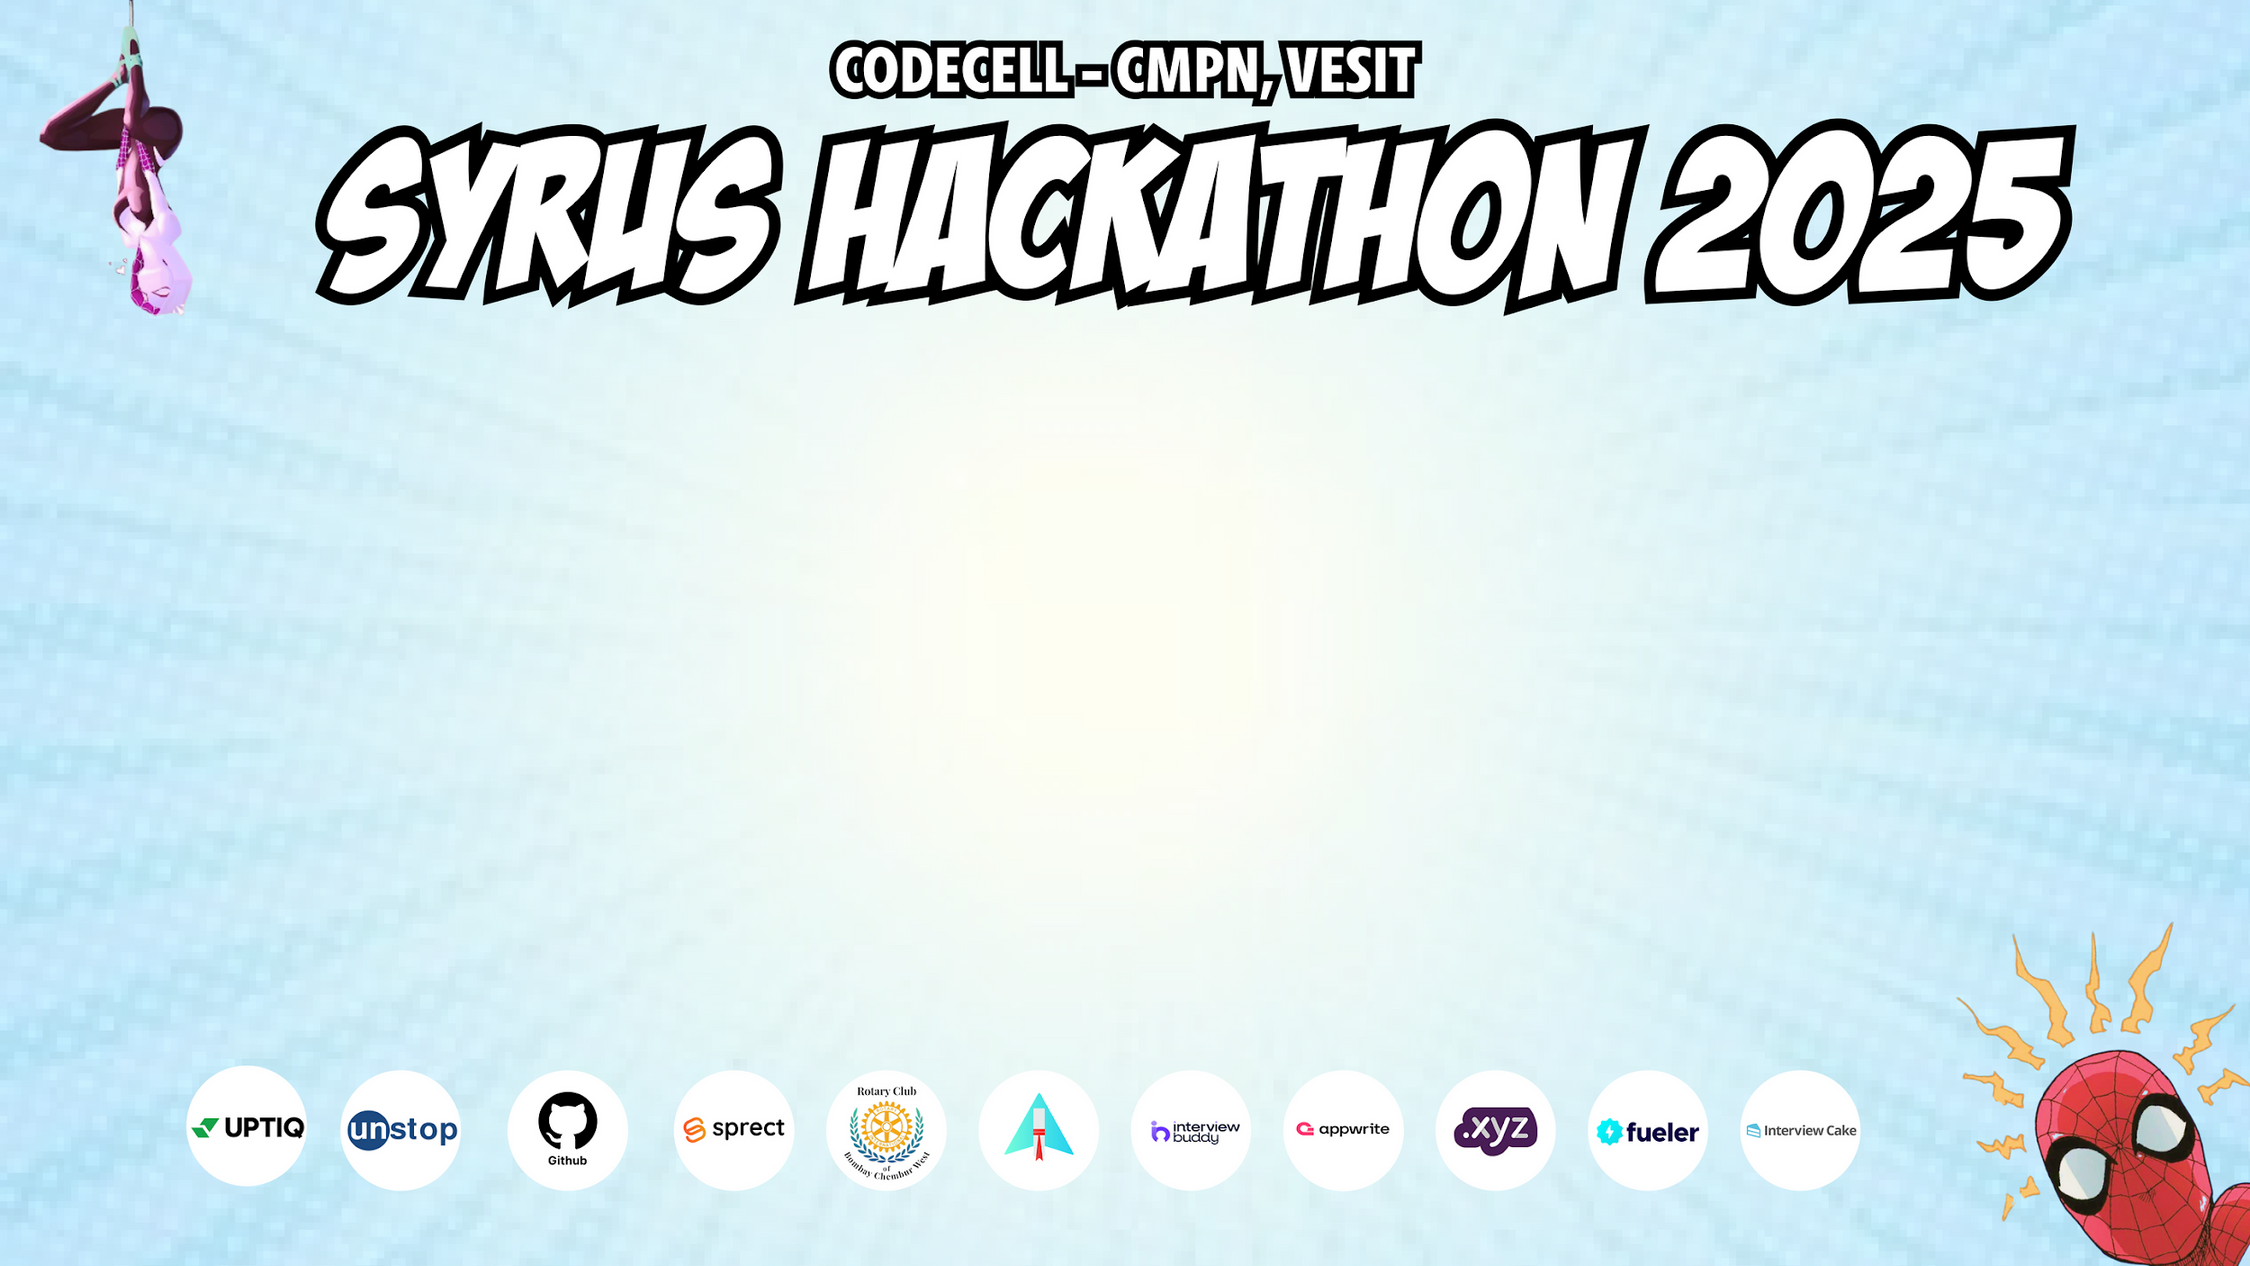 CODECELL - CMPN, VESIT
SYRUS HACKATHON 2025
UPTIQ
unstop
Github
sprect
Rotary Club
of
Bombay Chembur West
interview
buddy
appwrite
.xyz
fueler
Interview Cake